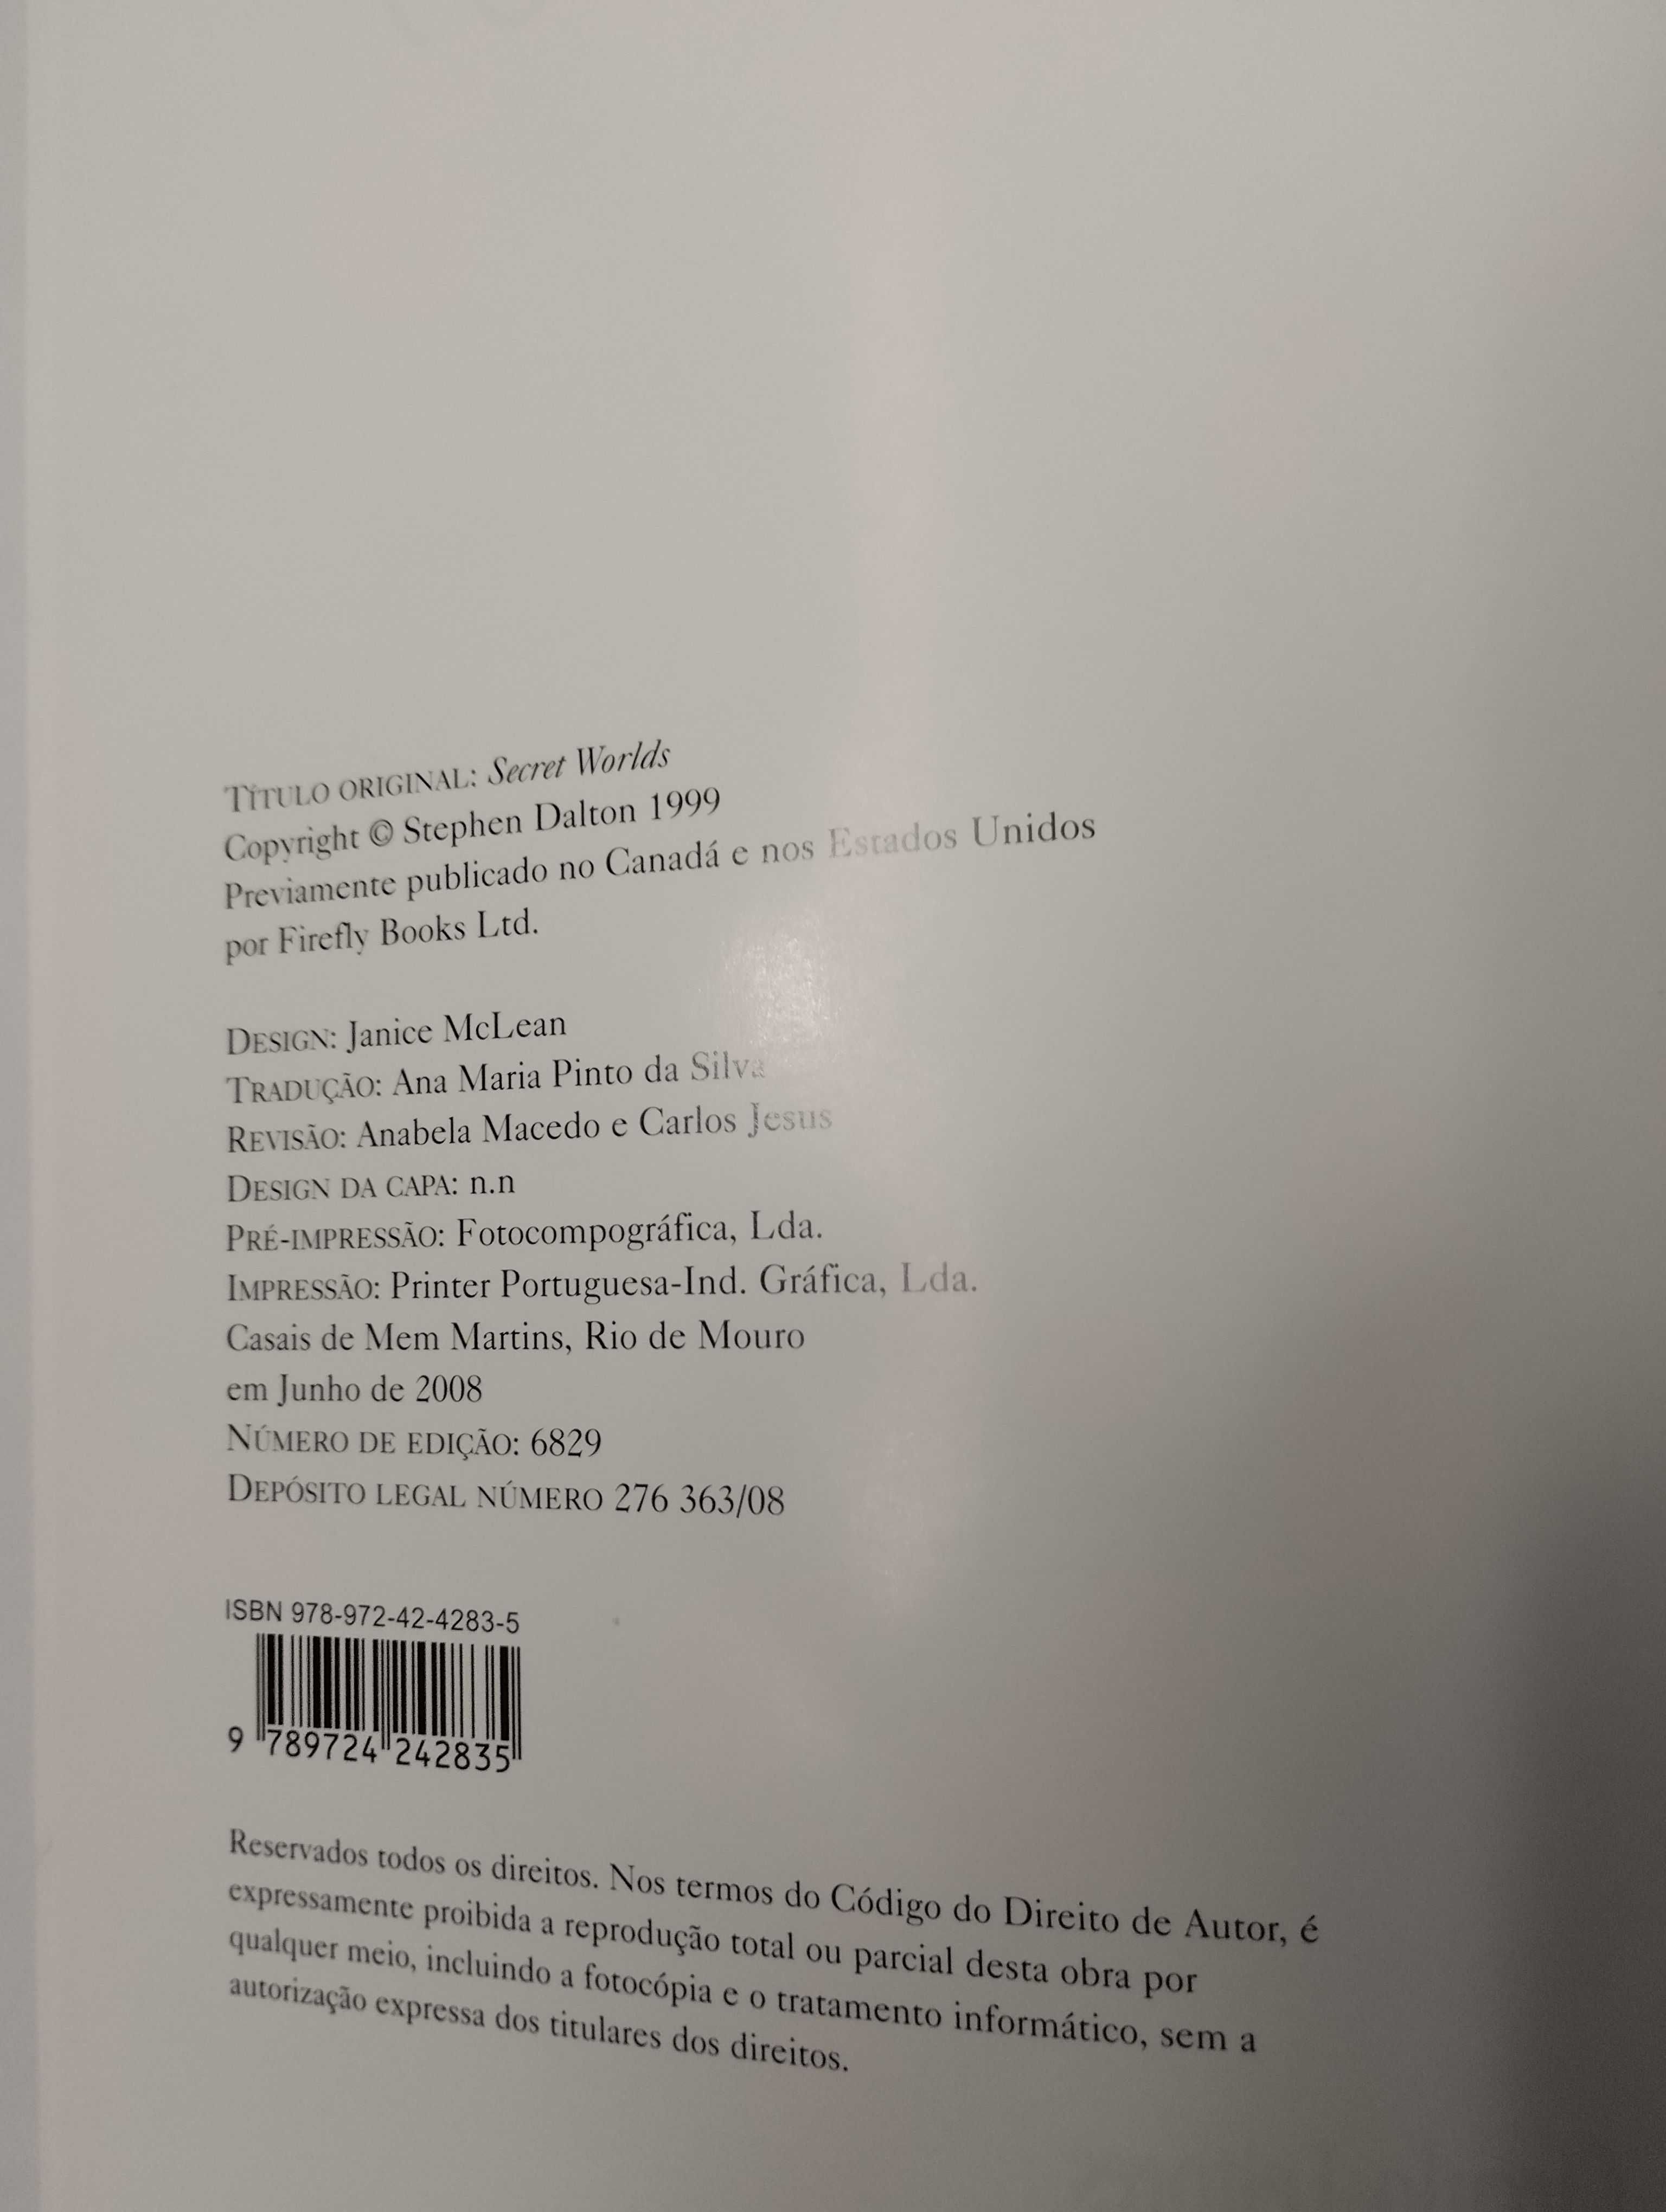 TÍTULO ORIGINAL: Secret Worlds
Copyright © Stephen Dalton 1999
Previamente publicado no Canadá e nos Estados Unidos
por Firefly Books Ltd.
DESIGN: Janice McLean
TRADUÇÃO: Ana Maria Pinto da Silva
REVISÃO: Anabela Macedo e Carlos Jesus
DESIGN DA CAPA: n.n
PRÉ-IMPRESSÃO: Fotocompográfica, Lda.
IMPRESSÃO: Printer Portuguesa-Ind. Gráfica, Lda.
Casais de Mem Martins, Rio de Mouro
em Junho de 2008
NÚMERO DE EDIÇÃO: 6829
DEPÓSITO LEGAL NÚMERO 276 363/08
ISBN 978-972-42-4283-5
9 789724 242835
Reservados todos os direitos. Nos termos do Código do Direito de Autor, é
expressamente proibida a reprodução total ou parcial desta obra por
qualquer meio, incluindo a fotocópia e o tratamento informático, sem a
autorização expressa dos titulares dos direitos.